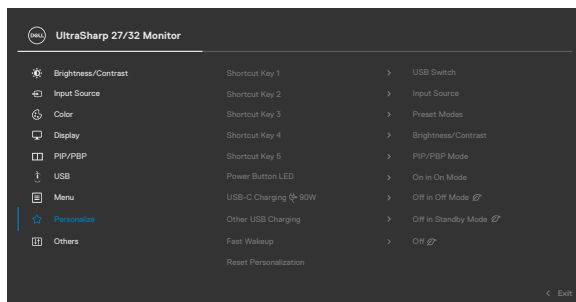 DELL UltraSharp 27/32 Monitor
Brightness/Contrast Shortcut Key 1 > USB Switch
Input Source Shortcut Key 2 > Input Source
Color Shortcut Key 3 > Preset Modes
Display Shortcut Key 4 > Brightness/Contrast
PIP/PBP Shortcut Key 5 > PIP/PBP Mode
USB Power Button LED > On in On Mode
Menu USB-C Charging 90W > Off in Off Mode
Personalize Other USB Charging > Off in Standby Mode
Others Fast Wakeup > Off
Reset Personalization
< Exit